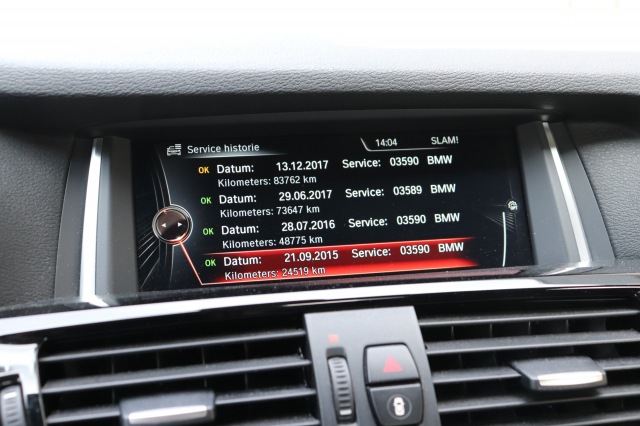 Service historie 14:04 SLAM!
OK Datum: 13.12.2017 Service: 03590 BMW
Kilometers: 83762 km
OK Datum: 29.06.2017 Service: 03589 BMW
Kilometers: 73647 km
OK Datum: 28.07.2016 Service: 03590 BMW
Kilometers: 48775 km
OK Datum: 21.09.2015 Service: 03590 BMW
Kilometers: 24519 km